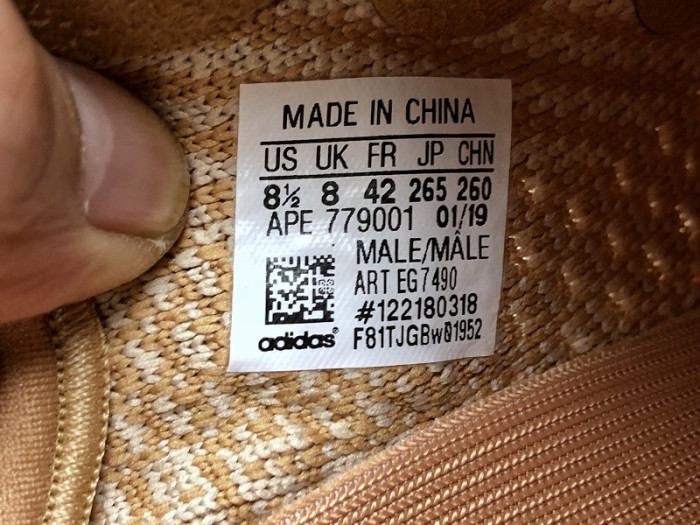 MADE IN CHINA
US UK FR JP CHN
8½ 8 42 265 260
APE 779001 01/19
MALE/MÂLE
ART EG7490
#122180318
adidas® F81TJGBw01952